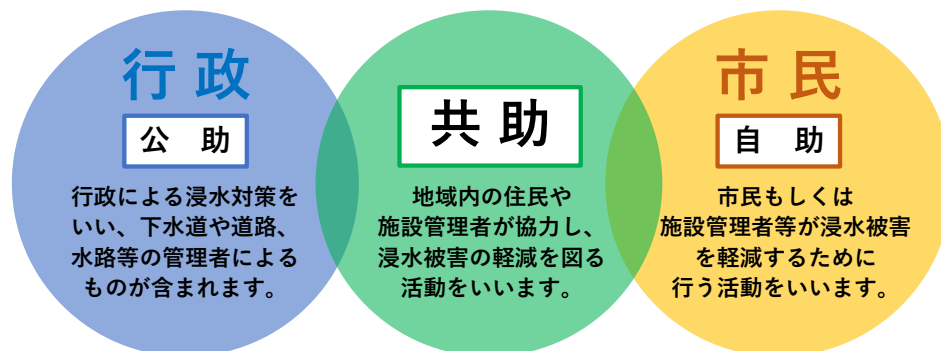 行政
公助
行政による浸水対策を
いい、下水道や道路、
水路等の管理者による
ものが含まれます。
共助
地域内の住民や
施設管理者が協力し、
浸水被害の軽減を図る
活動をいいます。
市民
自助
市民もしくは
施設管理者等が浸水被害
を軽減するために
行う活動をいいます。